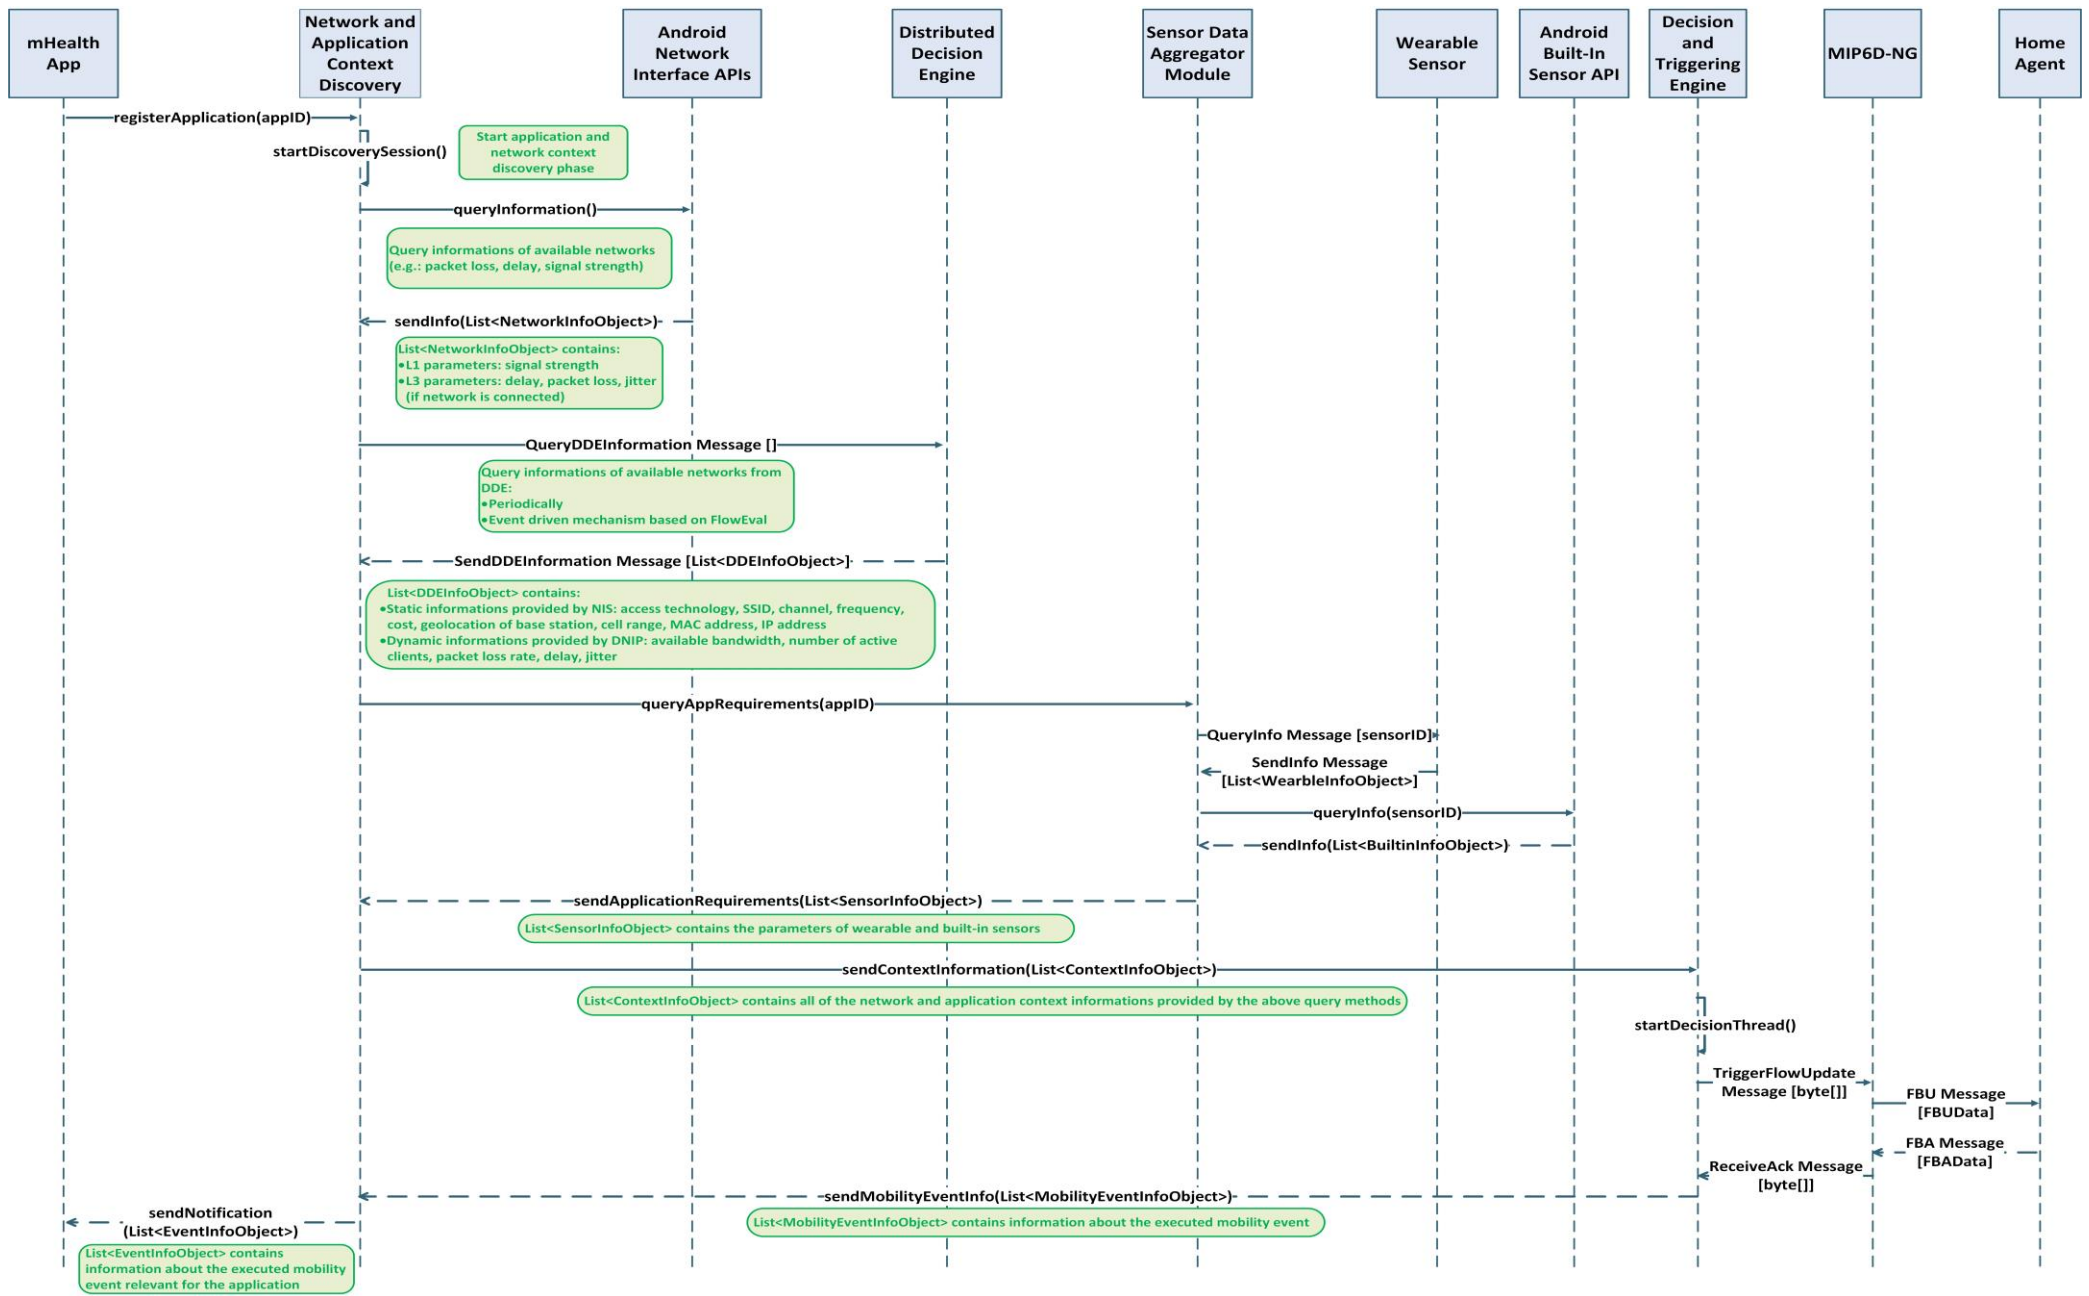 mHealth
App
Network and
Application
Context
Discovery
Android
Network
Interface APIs
Distributed
Decision
Engine
Sensor Data
Aggregator
Module
Wearable
Sensor
Android
Built-In
Sensor API
Decision
and
Triggering
Engine
MIP6D-NG
Home
Agent
registerApplication(appID)
startDiscoverySession()
Start application and
network context
discovery phase
queryInformation()
Query informations of available networks
(e.g.: packet loss, delay, signal strength)
sendInfo(List<NetworkInfoObject>)
List<NetworkInfoObject> contains:
•L1 parameters: signal strength
•L3 parameters: delay, packet loss, jitter
(if network is connected)
QueryDDEInformation Message []
Query informations of available networks from
DDE:
•Periodically
•Event driven mechanism based on FlowEval
SendDDEInformation Message [List<DDEInfoObject>]
List<DDEInfoObject> contains:
•Static informations provided by NIS: access technology, SSID, channel, frequency,
cost, geolocation of base station, cell range, MAC address, IP address
•Dynamic informations provided by DNIP: available bandwidth, number of active
clients, packet loss rate, delay, jitter
queryAppRequirements(appID)
QueryInfo Message [sensorID]
SendInfo Message
[List<WearbleInfoObject>]
queryInfo(sensorID)
sendInfo(List<BuiltinInfoObject>)
sendApplicationRequirements(List<SensorInfoObject>)
List<SensorInfoObject> contains the parameters of wearable and built-in sensors
sendContextInformation(List<ContextInfoObject>)
List<ContextInfoObject> contains all of the network and application context informations provided by the above query methods
startDecisionThread()
TriggerFlowUpdate
Message [byte[]]
FBU Message
[FBUData]
FBA Message
[FBAData]
ReceiveAck Message
[byte[]]
sendMobilityEventInfo(List<MobilityEventInfoObject>)
List<MobilityEventInfoObject> contains information about the executed mobility event
sendNotification
(List<EventInfoObject>)
List<EventInfoObject> contains
information about the executed mobility
event relevant for the application